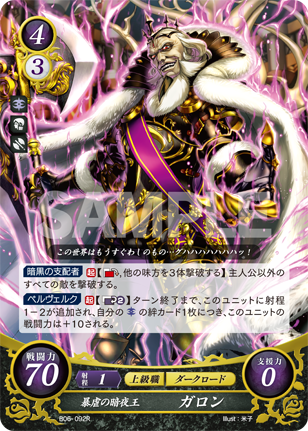 4
3
SAMPLE
この世界はもうすぐわしのもの…グハハハハハハハッ!
暗黒の支配者 起【他の味方を3体撃破する】主人公以外の
すべての敵を撃破する。
ベルヴェルク 起【2】ターン終了まで、このユニットに射程
1-2が追加され、自分の の絆カード1枚につき、このユニットの
戦闘力は+10される。
戦闘力
70
射程 1
上級職
ダークロード
支援力
0
暴虐の暗夜王 ガロン
B06-092R
Illust:米子